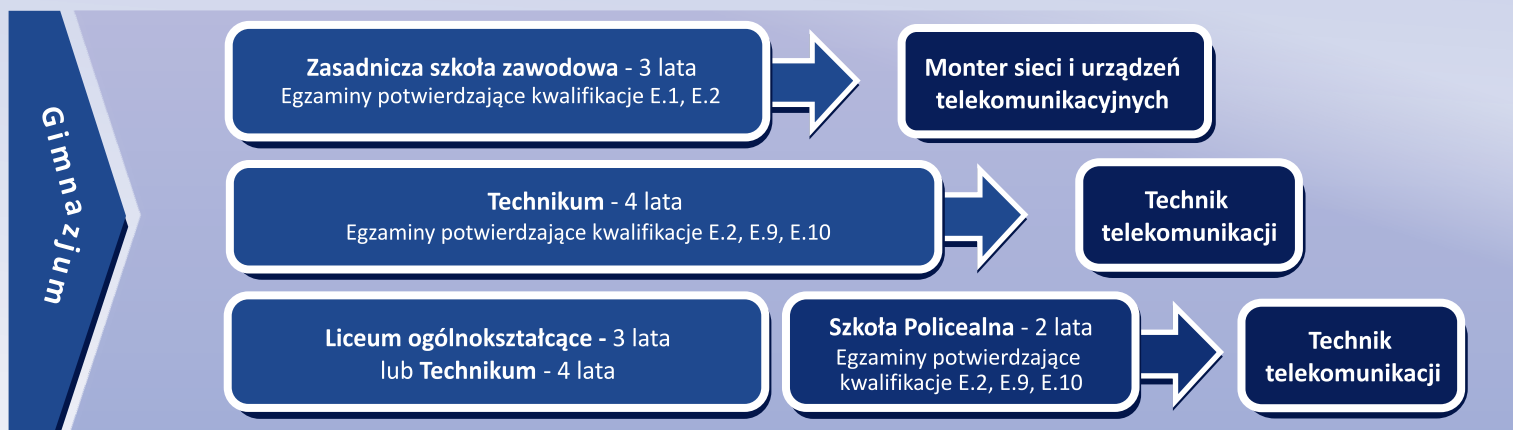 Gimnazjum
Zasadnicza szkoła zawodowa - 3 lata
Egzaminy potwierdzające kwalifikacje E.1, E.2
Monter sieci i urządzeń
telekomunikacyjnych
Technikum - 4 lata
Egzaminy potwierdzające kwalifikacje E.2, E.9, E.10
Technik
telekomunikacji
Liceum ogólnokształcące - 3 lata
lub Technikum - 4 lata
Szkoła Policealna - 2 lata
Egzaminy potwierdzające
kwalifikacje E.2, E.9, E.10
Technik
telekomunikacji